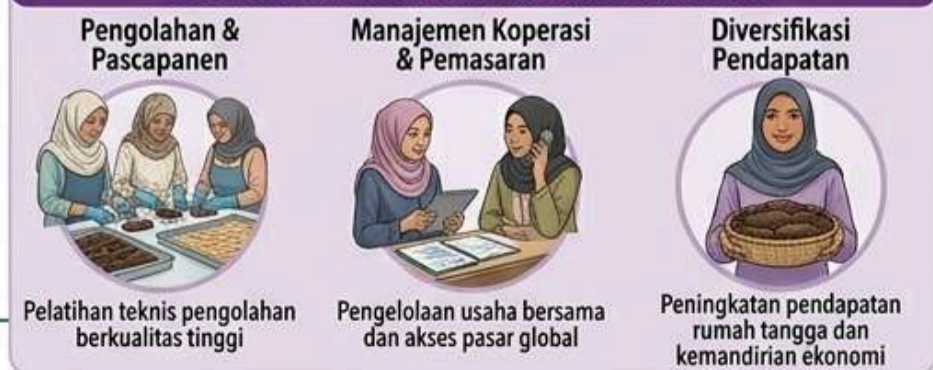 Pengolahan &
Pascapanen
Manajemen Koperasi
& Pemasaran
Diversifikasi
Pendapatan
Pelatihan teknis pengolahan
berkualitas tinggi
Pengelolaan usaha bersama
dan akses pasar global
Peningkatan pendapatan
rumah tangga dan
kemandirian ekonomi